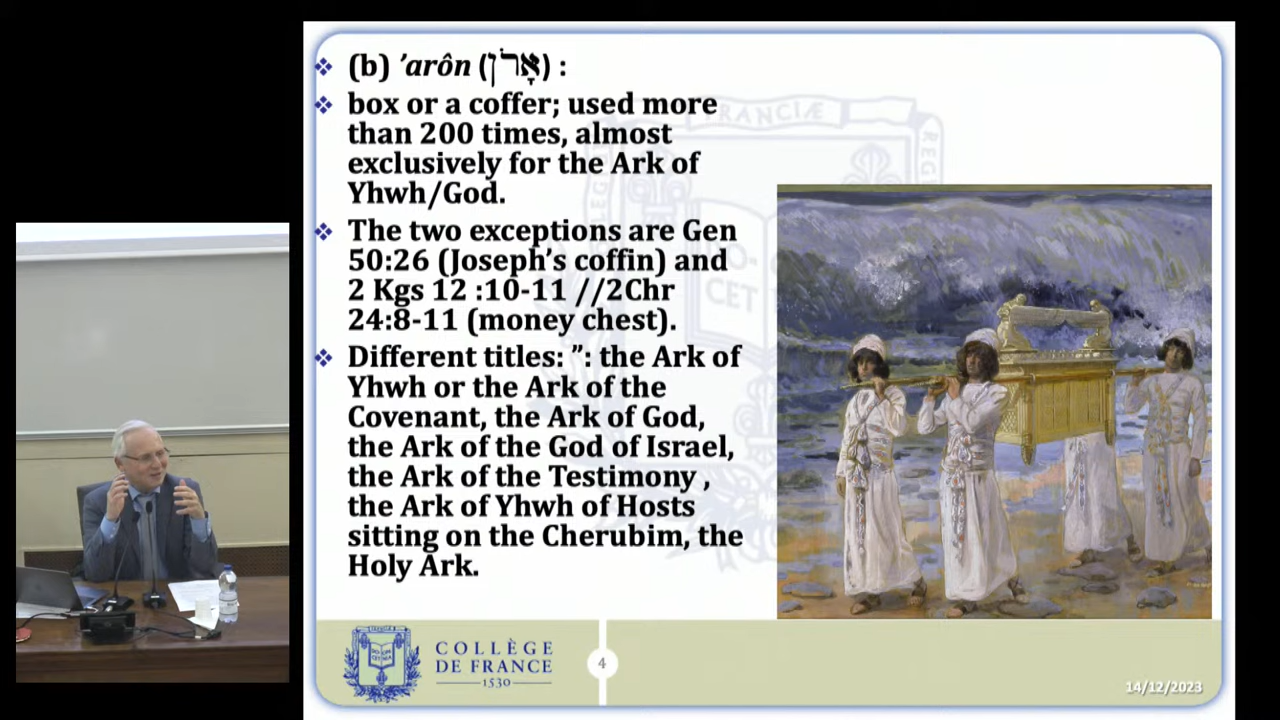 (b) ’arôn (אָרֹן) :
box or a coffer; used more
than 200 times, almost
exclusively for the Ark of
Yhwh/God.
The two exceptions are Gen
50:26 (Joseph’s coffin) and
2 Kgs 12 :10-11 //2Chr
24:8-11 (money chest).
Different titles: ”: the Ark of
Yhwh or the Ark of the
Covenant, the Ark of God,
the Ark of the God of Israel,
the Ark of the Testimony ,
the Ark of Yhwh of Hosts
sitting on the Cherubim, the
Holy Ark.
COLLÈGE
DE FRANCE
1530
4
14/12/2023